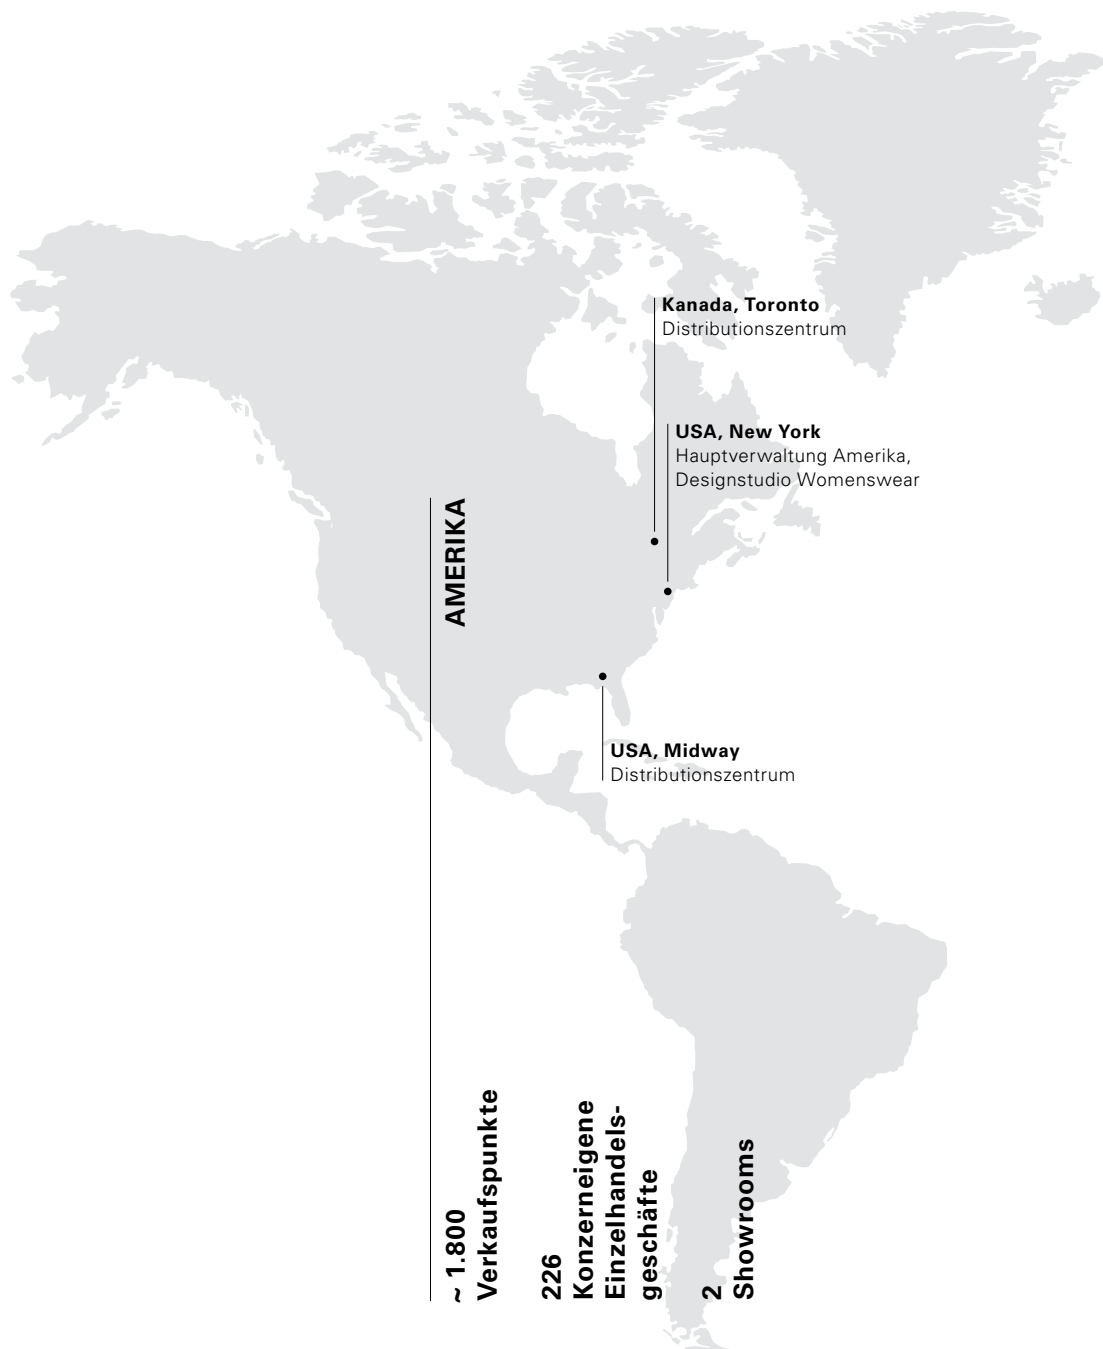 Kanada, Toronto
Distributionszentrum
USA, New York
Hauptverwaltung Amerika,
Designstudio Womenswear
AMERIKA
USA, Midway
Distributionszentrum
~ 1.800
Verkaufspunkte
226
Konzerneigene
Einzelhandels-
geschäfte
2
Showrooms